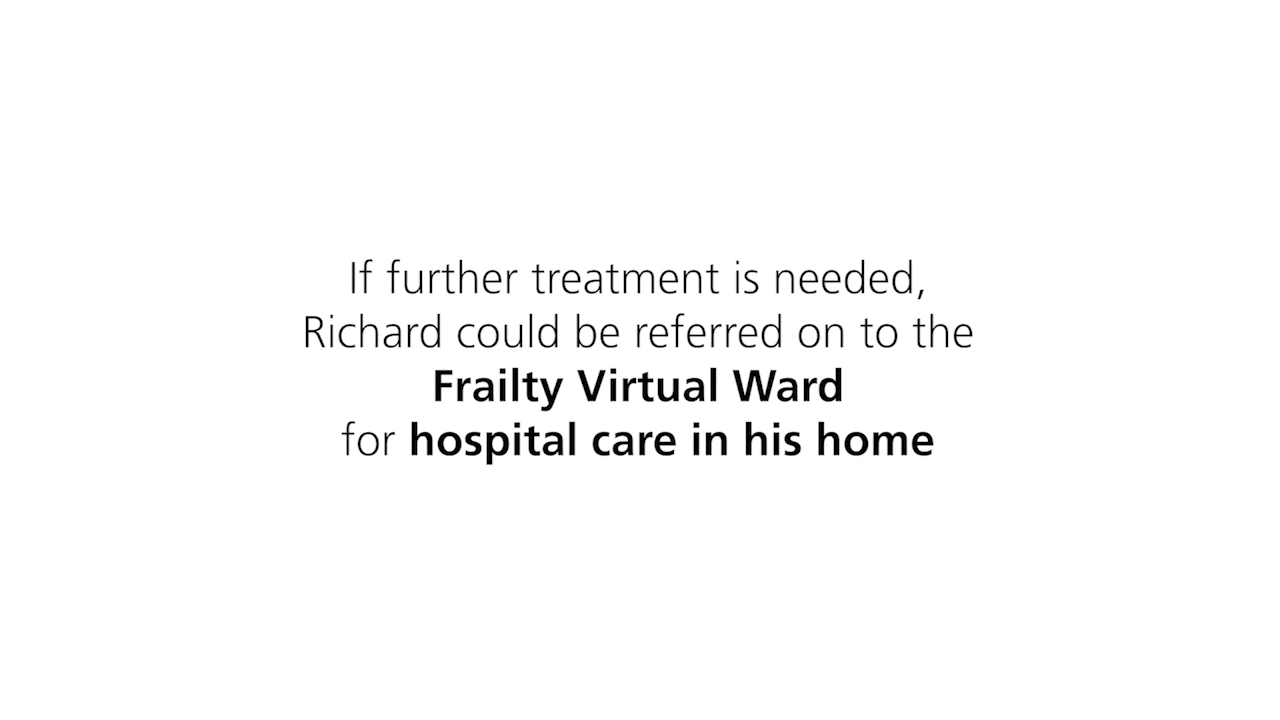 If further treatment is needed,
Richard could be referred on to the
Frailty Virtual Ward
for hospital care in his home